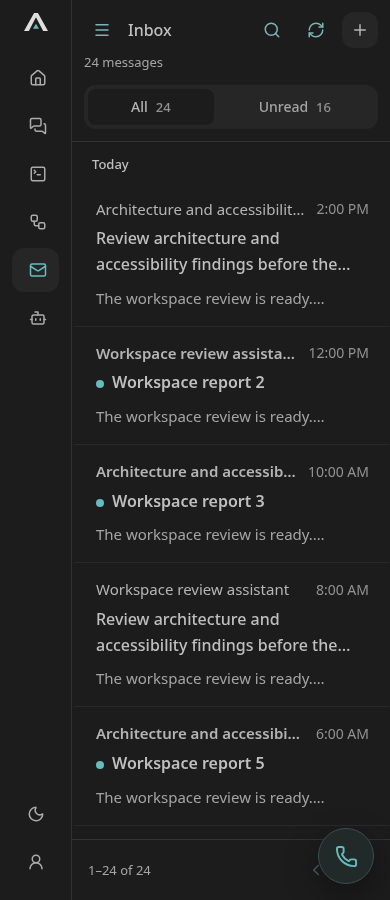 Inbox
24 messages
All 24
Unread 16
Today
Architecture and accessibilit... 2:00 PM
Review architecture and
accessibility findings before the...
The workspace review is ready....
Workspace review assista... 12:00 PM
Workspace report 2
The workspace review is ready....
Architecture and accessib... 10:00 AM
Workspace report 3
The workspace review is ready....
Workspace review assistant 8:00 AM
Review architecture and
accessibility findings before the...
The workspace review is ready....
Architecture and accessibi... 6:00 AM
Workspace report 5
The workspace review is ready....
1–24 of 24